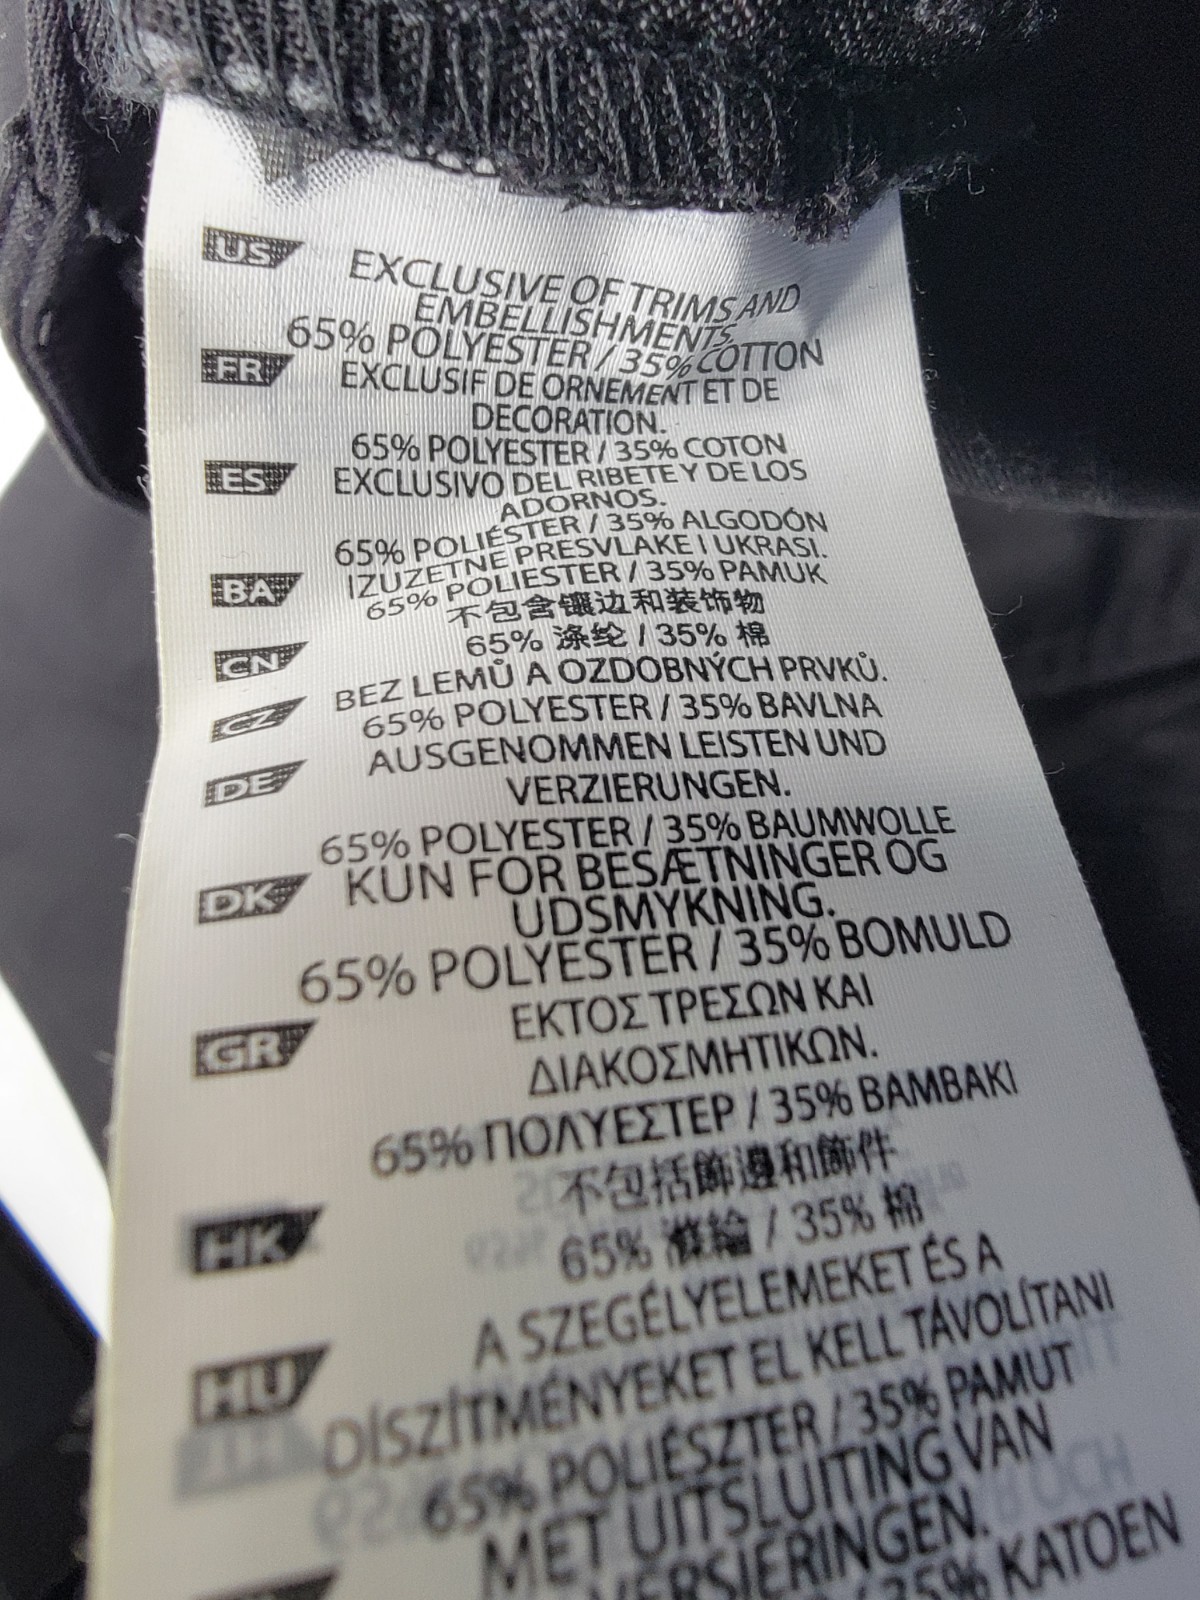 US
EXCLUSIVE OF TRIMS AND
EMBELLISHMENTS
65% POLYESTER / 35% COTTON
FR
EXCLUSIF DE ORNEMENT ET DE
DECORATION.
65% POLYESTER / 35% COTON
ES
EXCLUSIVO DEL RIBETE Y DE LOS
ADORNOS.
65% POLIÉSTER / 35% ALGODÓN
BA
IZUZETNE PRESVLAKE I UKRASI.
65% POLIESTER / 35% PAMUK
CN
不包含镶边和装饰物
65% 涤纶 / 35% 棉
CZ
BEZ LEMŮ A OZDOBNÝCH PRVKŮ.
65% POLYESTER / 35% BAVLNA
DE
AUSGENOMMEN LEISTEN UND
VERZIERUNGEN.
65% POLYESTER / 35% BAUMWOLLE
DK
KUN FOR BESÆTNINGER OG
UDSMYKNING.
65% POLYESTER / 35% BOMULD
GR
ΕΚΤΟΣ ΤΡΕΣΩΝ ΚΑΙ
ΔΙΑΚΟΣΜΗΤΙΚΩΝ.
65% ΠΟΛΥΕΣΤΕΡ / 35% ΒΑΜΒΑΚΙ
HK
不包括飾邊和飾件
65% 滌綸 / 35% 棉
HU
A SZEGÉLYELEMEKET ÉS A
DÍSZÍTMÉNYEKET EL KELL TÁVOLÍTANI
65% POLIÉSZTER / 35% PAMUT
MET UITSLUITING VAN
VERSIERINGEN.
/ 35% KATOEN